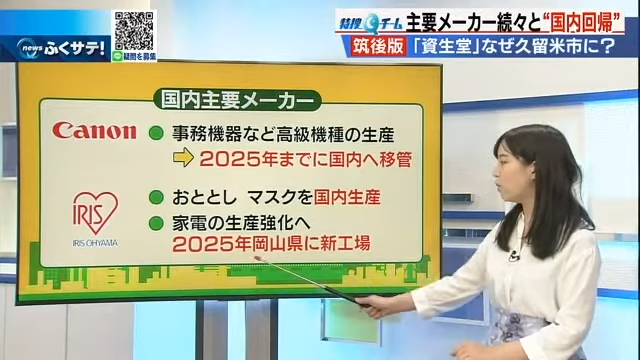 news ふくサテ!
LINE
疑問を募集
特捜eチーム
主要メーカー続々と“国内回帰”
筑後版
「資生堂」なぜ久留米市に?
国内主要メーカー
Canon
● 事務機器など高級機種の生産
⇨ 2025年までに国内へ移管
IRIS
IRIS OHYAMA
● おととし マスクを国内生産
● 家電の生産強化へ
2025年岡山県に新工場